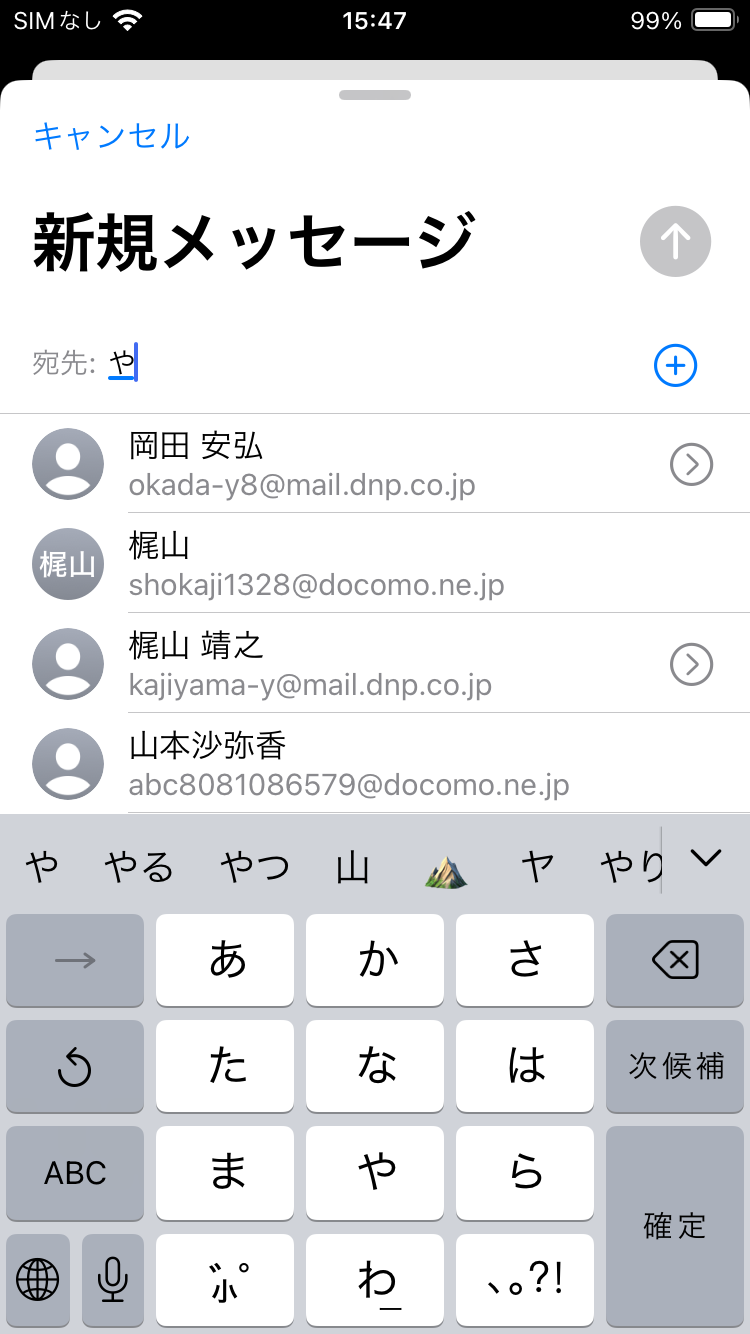 SIMなし 15:47 99%
キャンセル
新規メッセージ
宛先: や
岡田 安弘
okada-y8@mail.dnp.co.jp
梶山
梶山
shokaji1328@docomo.ne.jp
梶山 靖之
kajiyama-y@mail.dnp.co.jp
山本沙弥香
abc8081086579@docomo.ne.jp
や やる やつ 山 ヤ やり
→ あ か さ
た な は 次候補
ABC ま や ら 確定
゛゜小 わ_ 、。?!